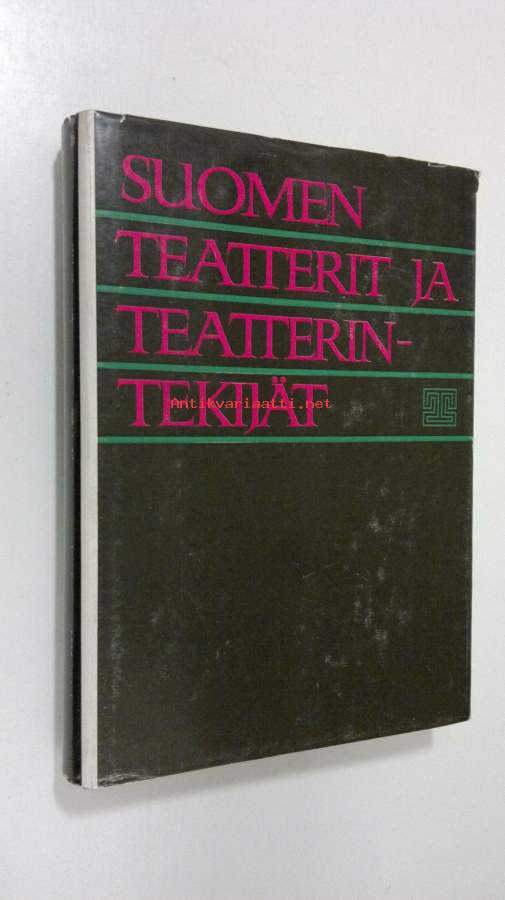 SUOMEN
TEATTERIT JA
TEATTERIN-
TEKIJÄT
Antikvariaatti.net